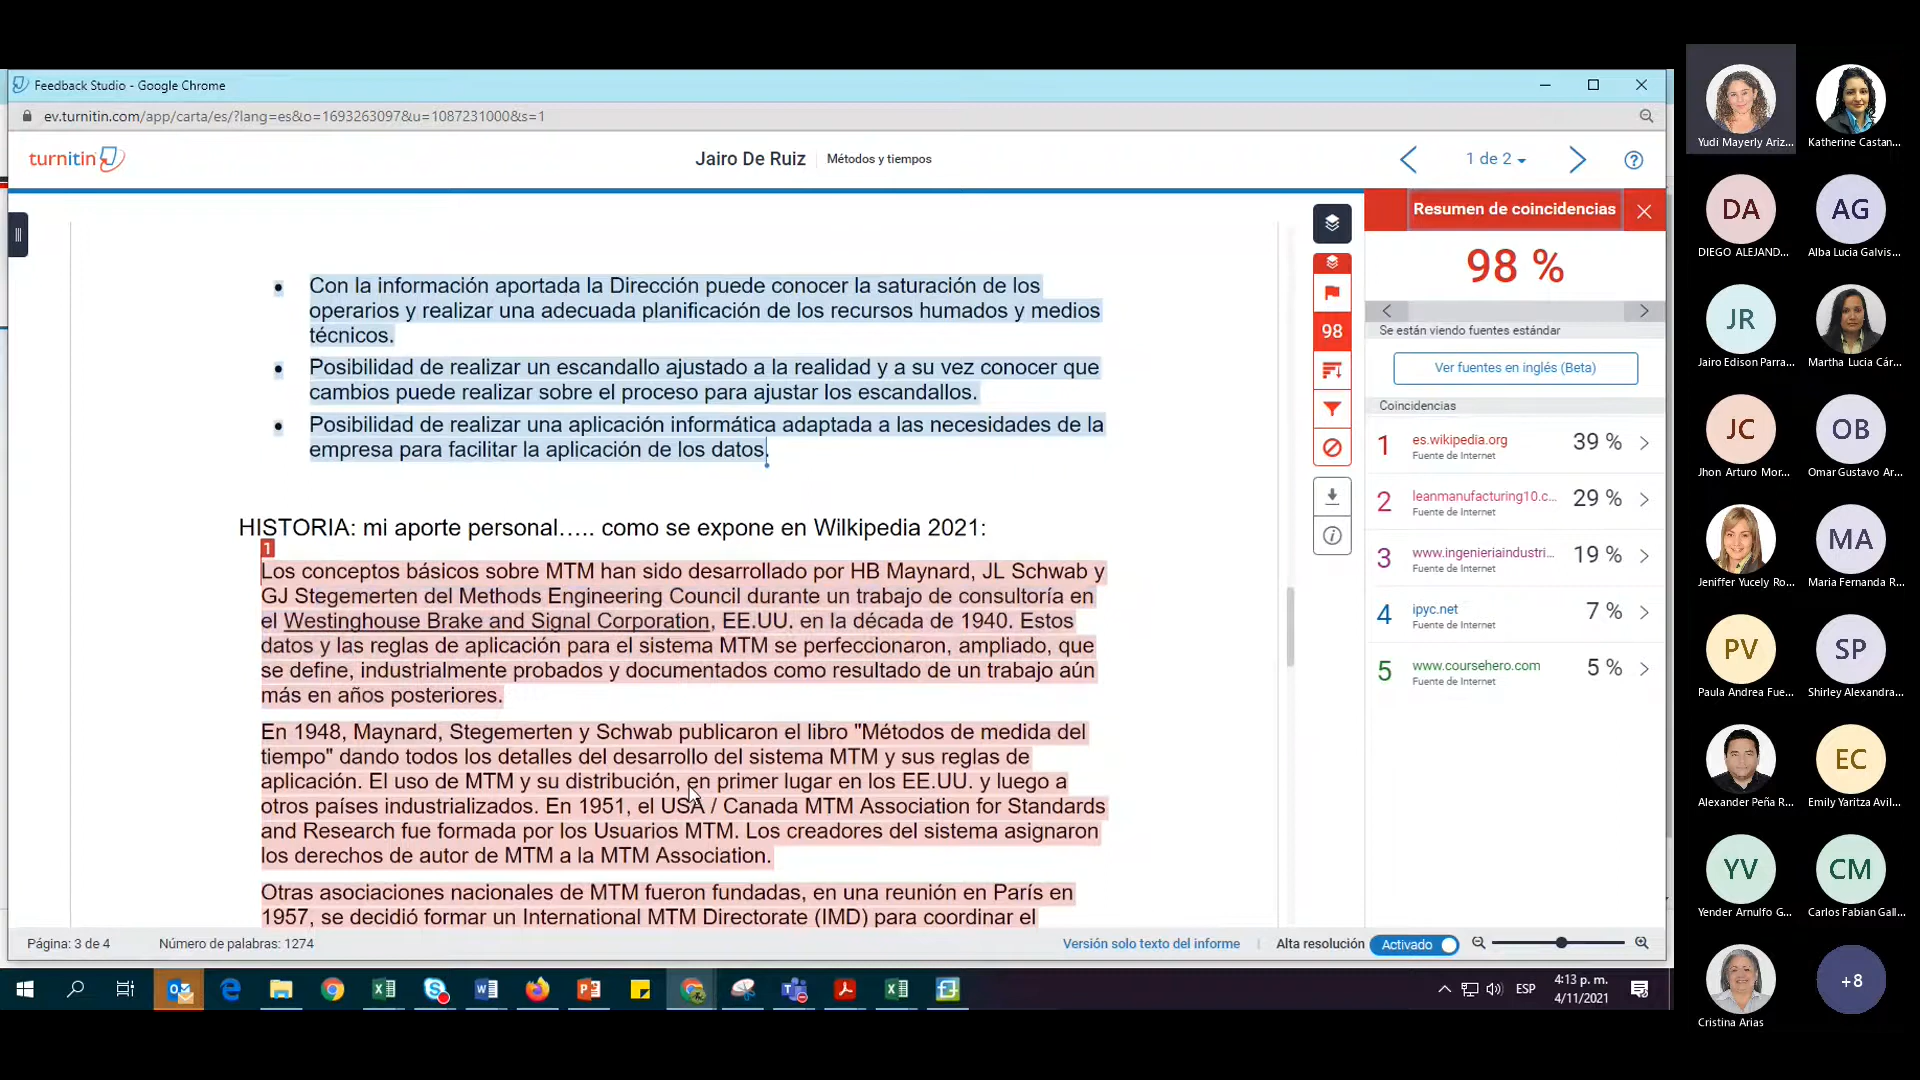 Feedback Studio - Google Chrome
ev.turnitin.com/app/carta/es/?lang=es&o=1693263097&u=1087231000&s=1
turnitin
Jairo De Ruiz
Métodos y tiempos
1 de 2
Con la información aportada la Dirección puede conocer la saturación de los
operarios y realizar una adecuada planificación de los recursos humados y medios
técnicos.
Posibilidad de realizar un escandallo ajustado a la realidad y a su vez conocer que
cambios puede realizar sobre el proceso para ajustar los escandallos.
Posibilidad de realizar una aplicación informática adaptada a las necesidades de la
empresa para facilitar la aplicación de los datos.
HISTORIA: mi aporte personal….. como se expone en Wilkipedia 2021:
1
Los conceptos básicos sobre MTM han sido desarrollado por HB Maynard, JL Schwab y
GJ Stegemerten del Methods Engineering Council durante un trabajo de consultoría en
el Westinghouse Brake and Signal Corporation, EE.UU. en la década de 1940. Estos
datos y las reglas de aplicación para el sistema MTM se perfeccionaron, ampliado, que
se define, industrialmente probados y documentados como resultado de un trabajo aún
más en años posteriores.
En 1948, Maynard, Stegemerten y Schwab publicaron el libro "Métodos de medida del
tiempo" dando todos los detalles del desarrollo del sistema MTM y sus reglas de
aplicación. El uso de MTM y su distribución, en primer lugar en los EE.UU. y luego a
otros países industrializados. En 1951, el USA / Canada MTM Association for Standards
and Research fue formada por los Usuarios MTM. Los creadores del sistema asignaron
los derechos de autor de MTM a la MTM Association.
Otras asociaciones nacionales de MTM fueron fundadas, en una reunión en París en
1957, se decidió formar un International MTM Directorate (IMD) para coordinar el
98
Resumen de coincidencias
98 %
Se están viendo fuentes estándar
Ver fuentes en inglés (Beta)
Coincidencias
1 es.wikipedia.org 39 %
Fuente de Internet
2 leanmanufacturing10.c... 29 %
Fuente de Internet
3 www.ingenieriaindustri... 19 %
Fuente de Internet
4 ipyc.net 7 %
Fuente de Internet
5 www.coursehero.com 5 %
Fuente de Internet
Página: 3 de 4
Número de palabras: 1274
Versión solo texto del informe
Alta resolución
Activado
ESP
4:13 p. m.
4/11/2021
Yudi Mayerly Ariz...
Katherine Castan...
DA
DIEGO ALEJAND...
AG
Alba Lucia Galvis...
JR
Jairo Edison Parra...
Martha Lucia Cár...
JC
Jhon Arturo Mor...
OB
Omar Gustavo Ar...
Jeniffer Yucely Ro...
MA
Maria Fernanda R...
PV
Paula Andrea Fue...
SP
Shirley Alexandra...
Alexander Peña R...
EC
Emily Yaritza Avil...
YV
Yender Arnulfo G...
CM
Carlos Fabian Gall...
Cristina Arias
+8